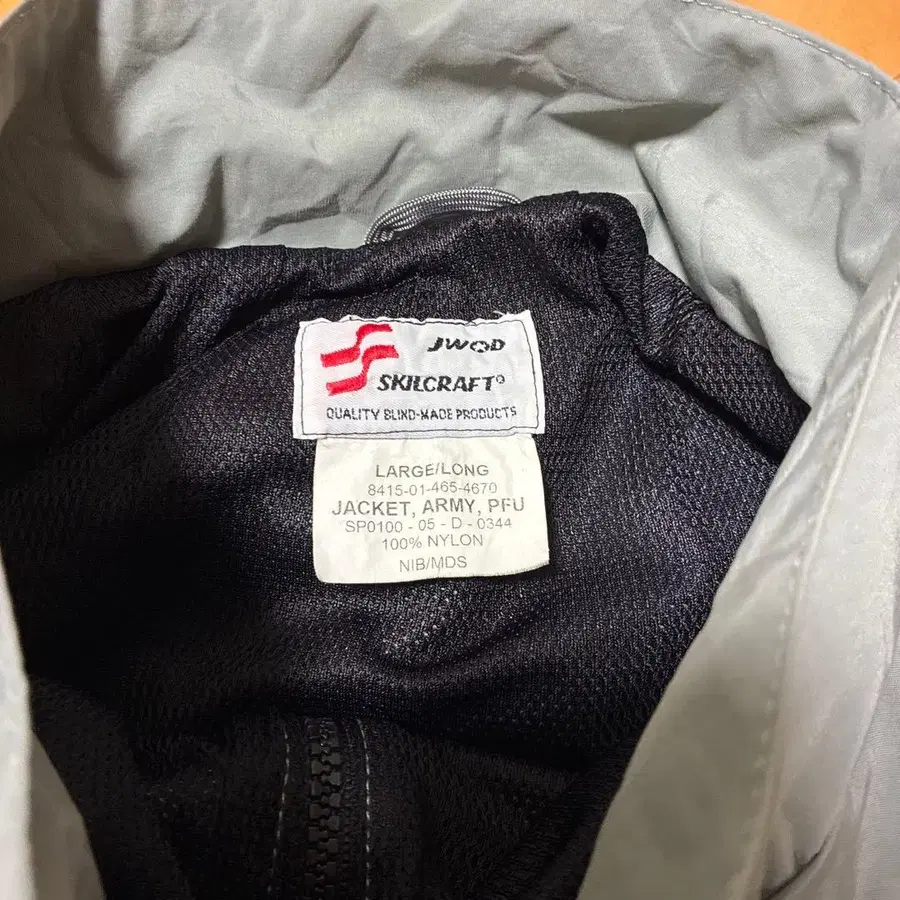 JWOD
SKILCRAFT®
QUALITY BLIND-MADE PRODUCTS
LARGE/LONG
8415-01-465-4670
JACKET, ARMY, PFU
SP0100 - 05 - D - 0344
100% NYLON
NIB/MDS